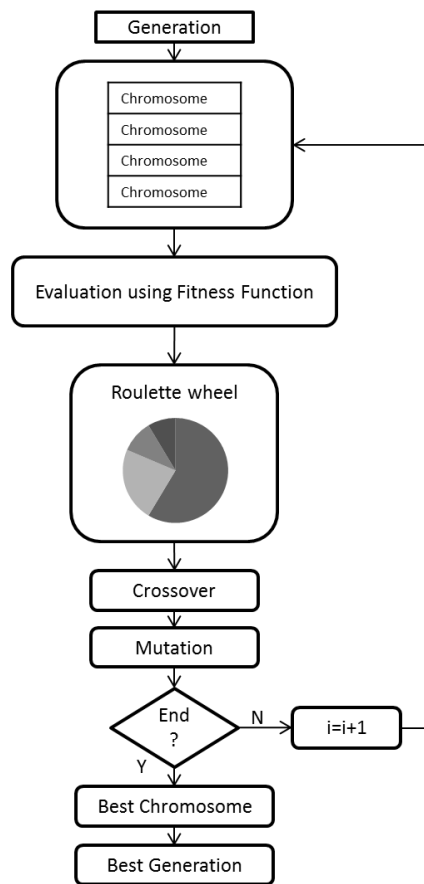 Generation
Chromosome
Chromosome
Chromosome
Chromosome
Evaluation using Fitness Function
Roulette wheel
Crossover
Mutation
End
?
N
i=i+1
Y
Best Chromosome
Best Generation